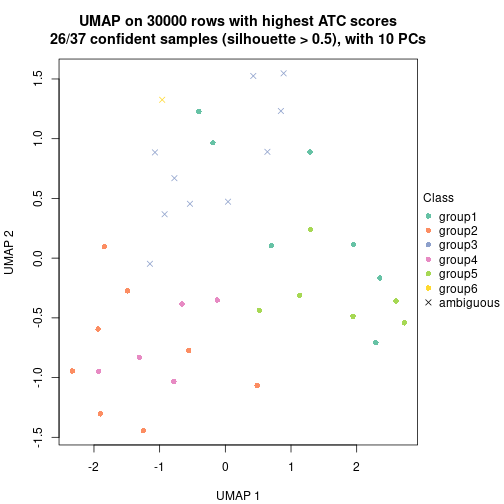 UMAP on 30000 rows with highest ATC scores
26/37 confident samples (silhouette > 0.5), with 10 PCs
1.5
1.0
0.5
0.0
-0.5
-1.0
-1.5
UMAP 2
-2
-1
0
1
2
UMAP 1
Class
group1
group2
group3
group4
group5
group6
ambiguous